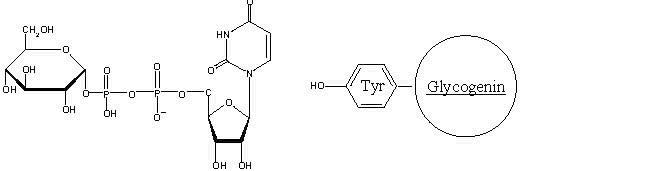 O
CH₂OH
NH
O
OH O O O N
OH O P O P O C HO Tyr Glycogenin
OH OH O⁻ O
OH OH